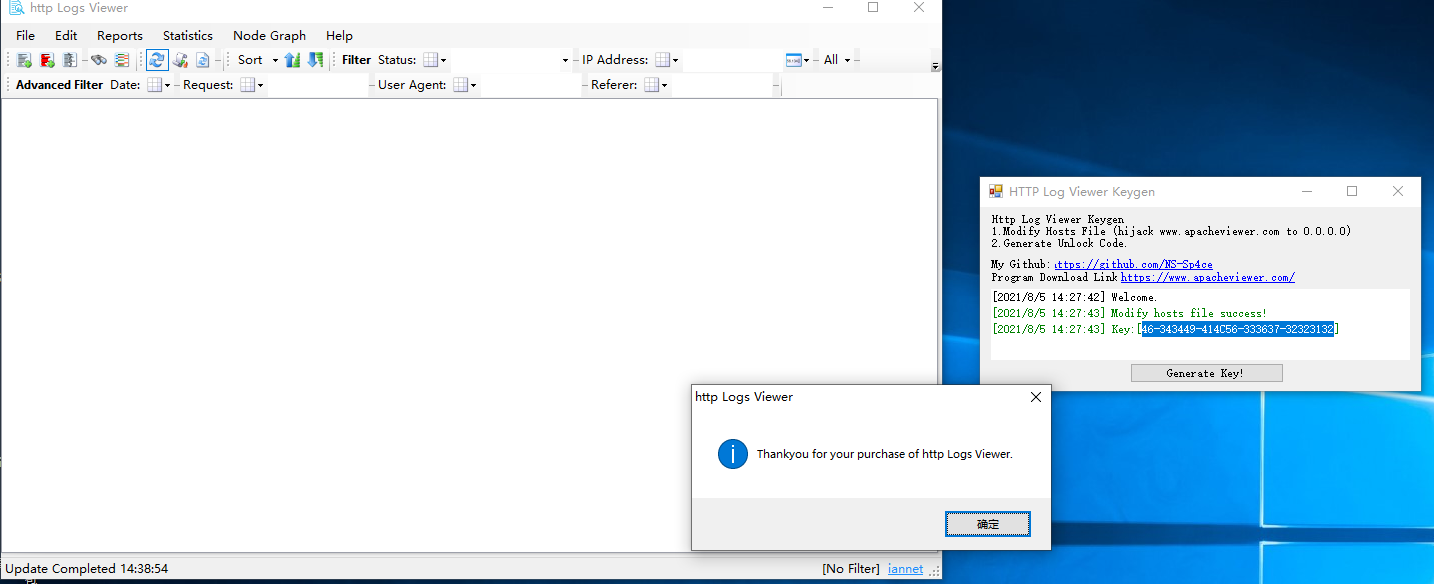 http Logs Viewer
File Edit Reports Statistics Node Graph Help
Sort Filter Status: IP Address: All
Advanced Filter Date: Request: User Agent: Referer:
Update Completed 14:38:54
[No Filter] iannet
HTTP Log Viewer Keygen
Http Log Viewer Keygen
1.Modify Hosts File (hijack www.apacheviewer.com to 0.0.0.0)
2.Generate Unlock Code.
My Github: ttps://github.com/NS-Sp4ce
Program Download Link https://www.apacheviewer.com/
[2021/8/5 14:27:42] Welcome.
[2021/8/5 14:27:43] Modify hosts file success!
[2021/8/5 14:27:43] Key:[46-343449-414C56-333637-32323132]
Generate Key!
http Logs Viewer
Thankyou for your purchase of http Logs Viewer.
确定